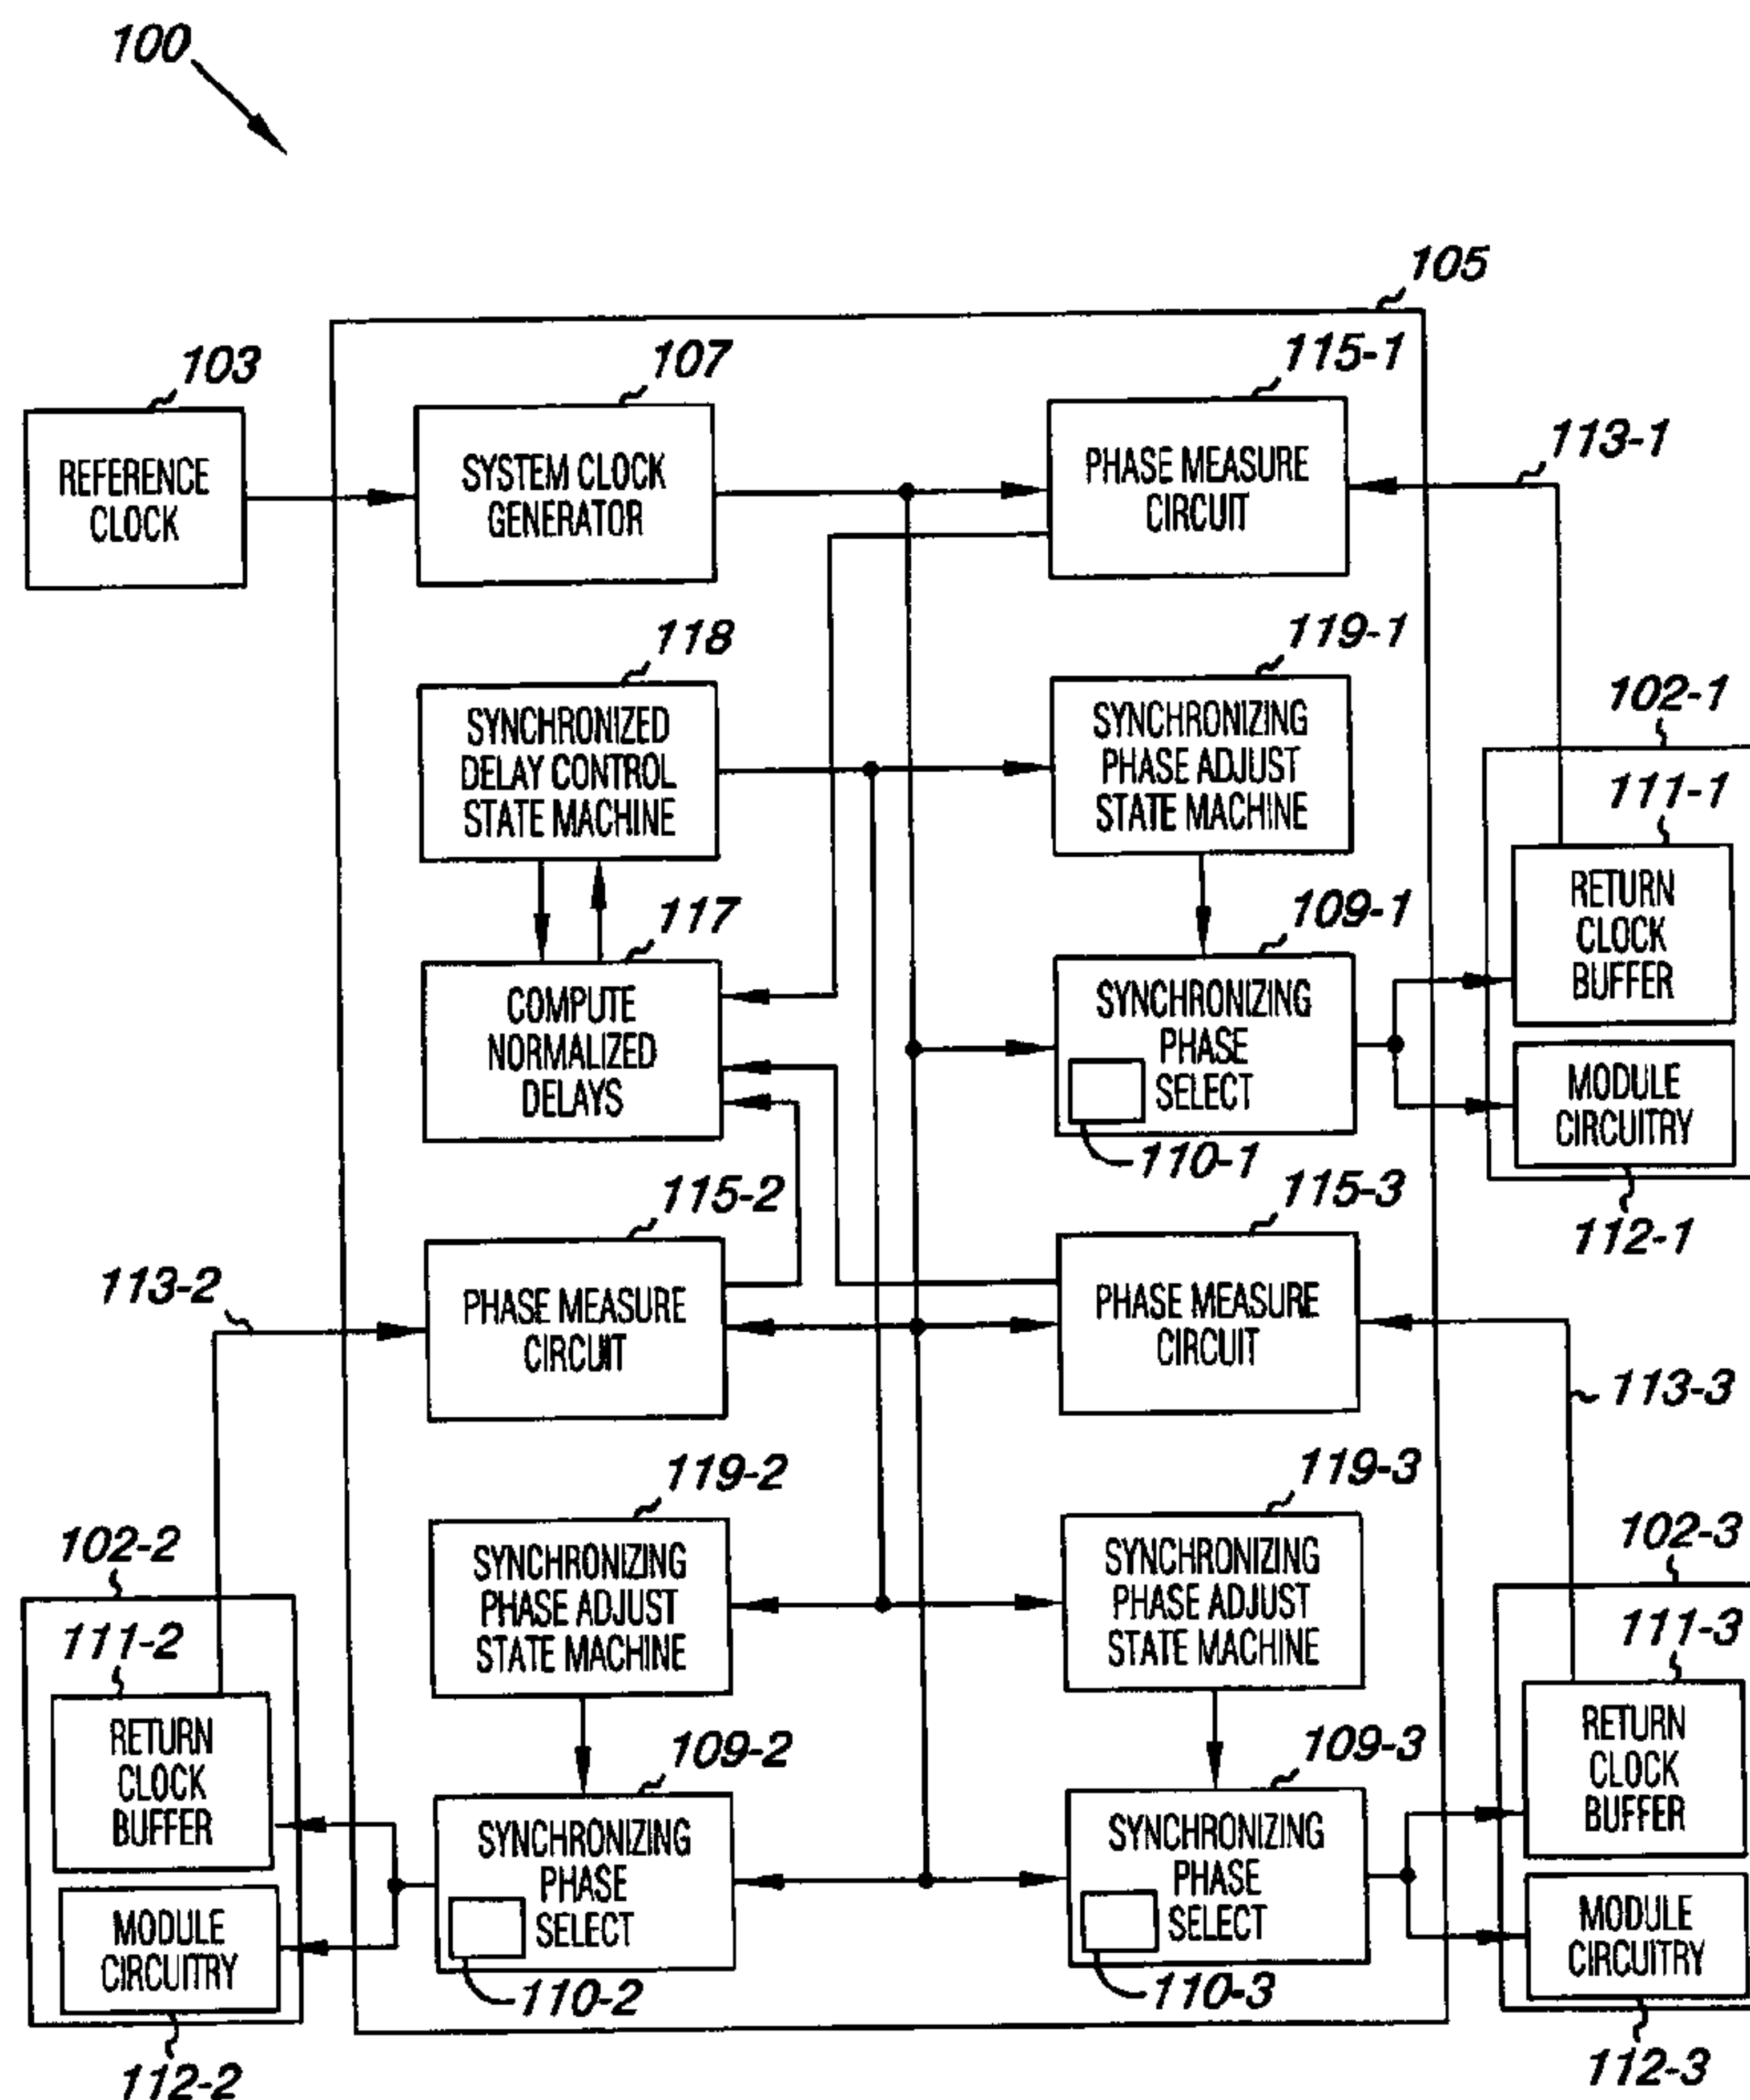 100
105
103
107
115-1
113-1
REFERENCE
CLOCK
SYSTEM CLOCK
GENERATOR
PHASE MEASURE
CIRCUIT
118
119-1
102-1
SYNCHRONIZED
DELAY CONTROL
STATE MACHINE
SYNCHRONIZING
PHASE ADJUST
STATE MACHINE
111-1
RETURN
CLOCK
BUFFER
117
109-1
COMPUTE
NORMALIZED
DELAYS
SYNCHRONIZING
PHASE
SELECT
MODULE
CIRCUITRY
110-1
112-1
115-2
115-3
113-2
PHASE MEASURE
CIRCUIT
PHASE MEASURE
CIRCUIT
113-3
119-2
119-3
102-2
102-3
SYNCHRONIZING
PHASE ADJUST
STATE MACHINE
SYNCHRONIZING
PHASE ADJUST
STATE MACHINE
111-2
111-3
RETURN
CLOCK
BUFFER
109-2
109-3
RETURN
CLOCK
BUFFER
SYNCHRONIZING
PHASE
SELECT
SYNCHRONIZING
PHASE
SELECT
MODULE
CIRCUITRY
MODULE
CIRCUITRY
110-2
110-3
112-2
112-3